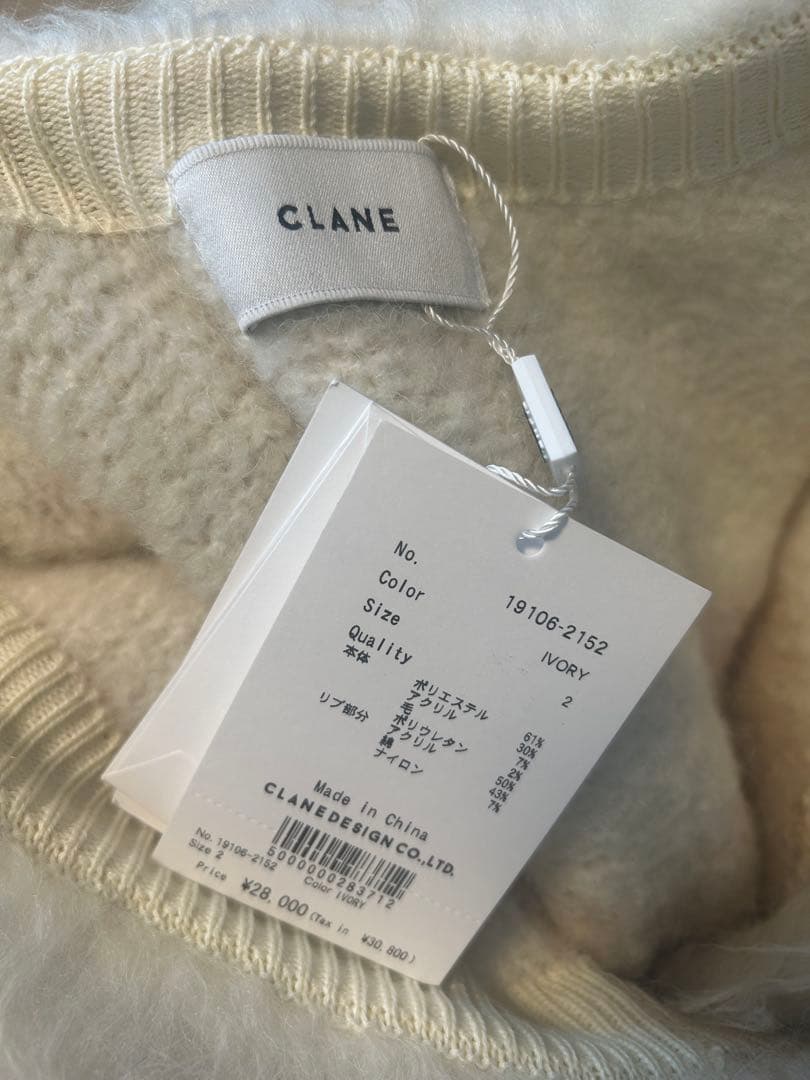 CLANE
No. 19106-2152
Color IVORY
Size 2
Quality
本体 ポリエステル 61%
アクリル 30%
毛 7%
ポリウレタン 2%
リブ部分 アクリル 50%
綿 43%
ナイロン 7%
Made in China
CLANE DESIGN CO.,LTD.
5000000283712
No. 19106-2152
Size 2 Color IVORY
Price ¥28,000 (Tax in ¥30,800)